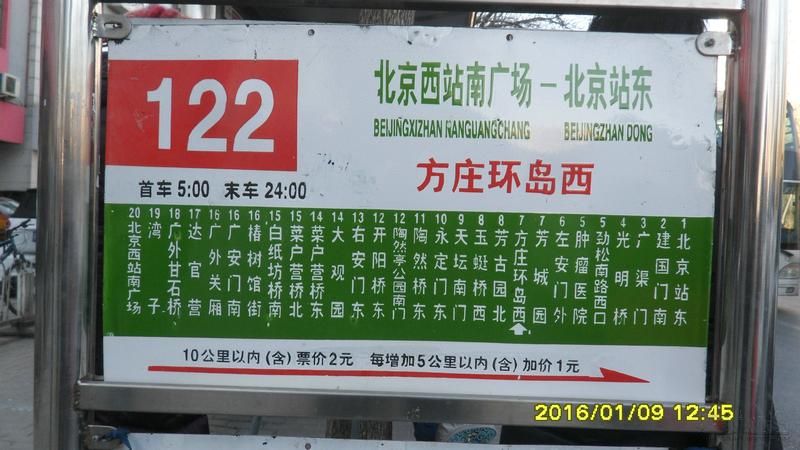 122
北京西站南广场－北京站东
BEIJINGXIZHAN NANGUANGCHANG BEIJINGZHAN DONG
首车 5:00 末车 24:00
方庄环岛西
20 北京西站南广场
19 湾子
18 广外甘石桥
17 达官营
16 广外关厢
16 广安门南
16 椿树馆街
15 白纸坊桥南
15 菜户营桥北
14 菜户营桥东
14 大观园
13 右安门东
12 开阳桥东
12 陶然亭公园南门
11 陶然桥东
10 永定门东
9 天坛南门
8 玉蜓桥西
8 芳古园北
7 方庄环岛西
7 芳城园
6 左安门外
5 肿瘤医院
5 劲松南路西口
4 光明桥
3 广渠门
2 建国门南
1 北京站东
10公里以内(含)票价2元 每增加5公里以内(含)加价1元
2016/01/09 12:45